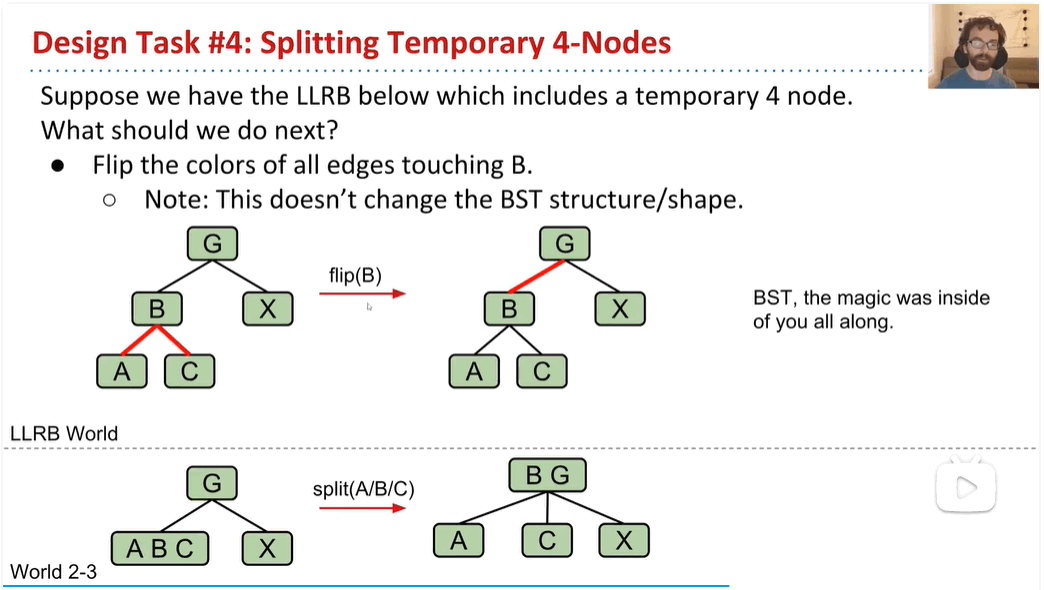 Design Task #4: Splitting Temporary 4-Nodes
Suppose we have the LLRB below which includes a temporary 4 node.
What should we do next?
● Flip the colors of all edges touching B.
○ Note: This doesn’t change the BST structure/shape.
G
B
X
A
C
flip(B)
G
B
X
A
C
BST, the magic was inside
of you all along.
LLRB World
G
A B C
X
split(A/B/C)
B G
A
C
X
World 2-3